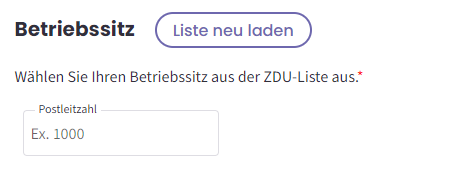 Betriebssitz Liste neu laden
Wählen Sie Ihren Betriebssitz aus der ZDU-Liste aus.*
Postleitzahl
Ex. 1000